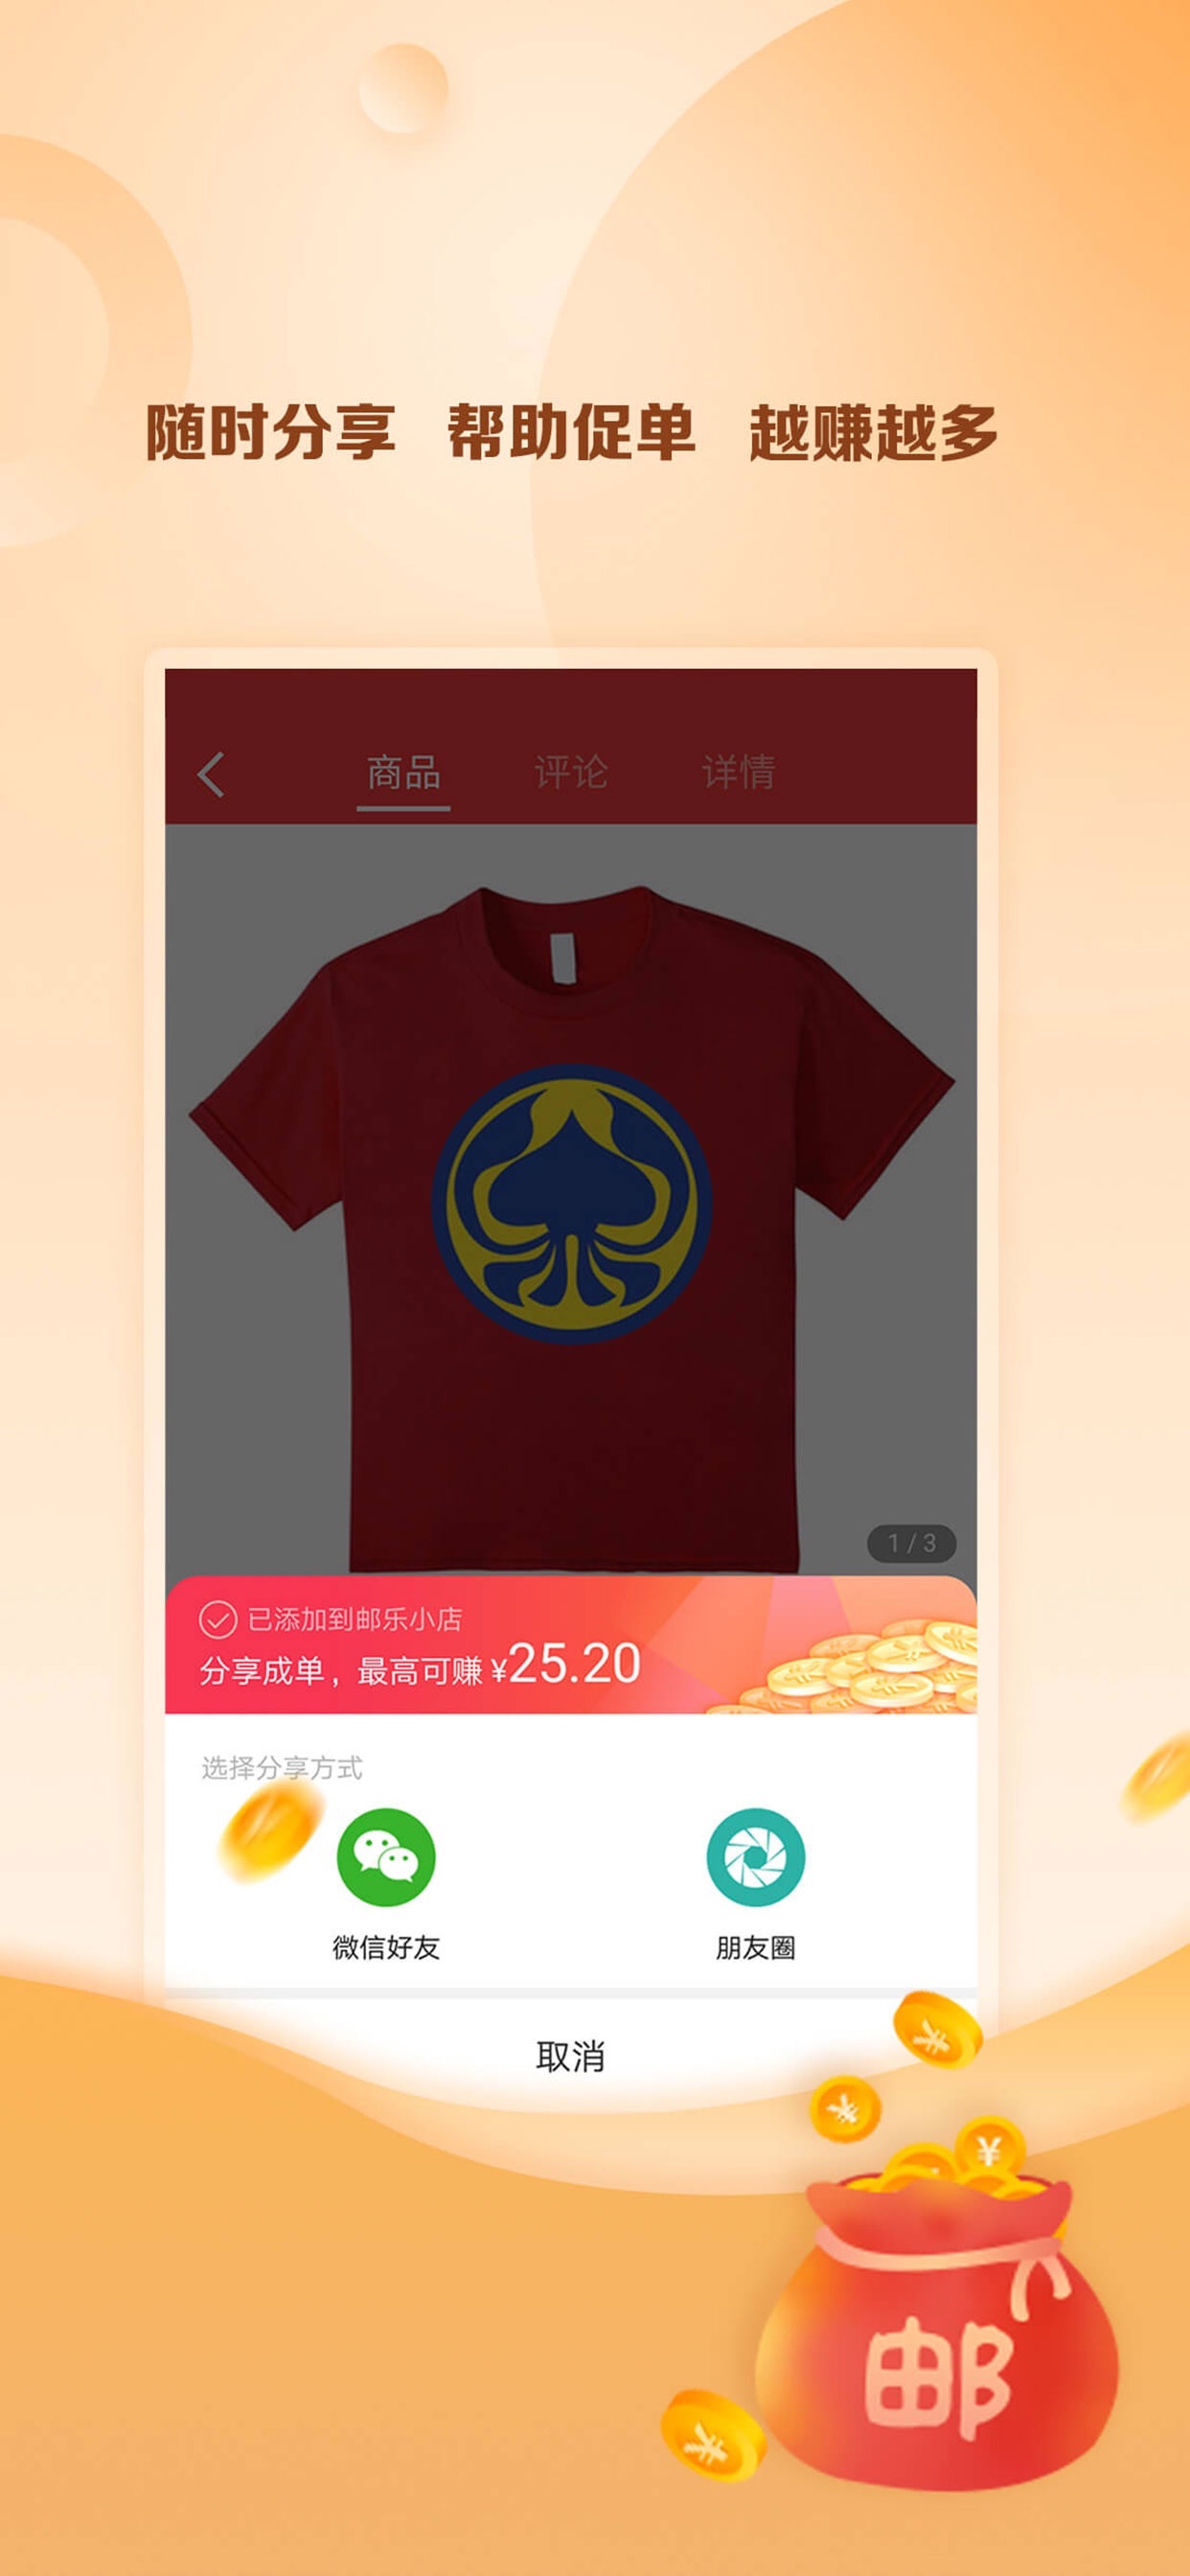 随时分享 帮助促单 越赚越多
商品 评论 详情
1/3
已添加到邮乐小店
分享成单，最高可赚 ¥25.20
选择分享方式
微信好友 朋友圈
取消
邮